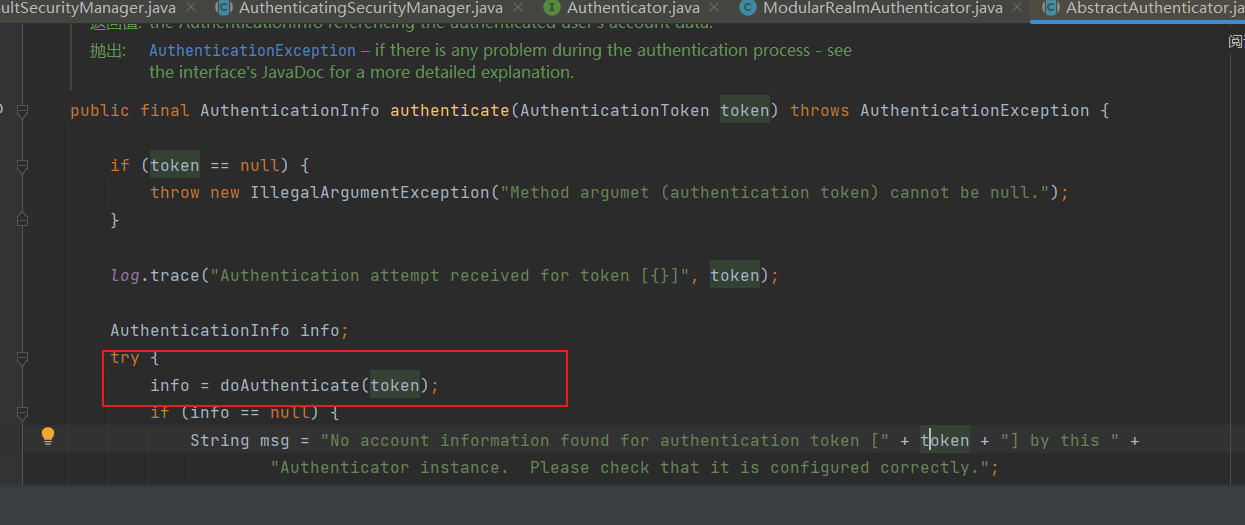 ultSecurityManager.java AuthenticatingSecurityManager.java Authenticator.java ModularRealmAuthenticator.java AbstractAuthenticator.ja
返回值: the AuthenticationInfo referencing the authenticated user's account data.
抛出: AuthenticationException – if there is any problem during the authentication process - see
the interface's JavaDoc for a more detailed explanation.
public final AuthenticationInfo authenticate(AuthenticationToken token) throws AuthenticationException {
if (token == null) {
throw new IllegalArgumentException("Method argumet (authentication token) cannot be null.");
}
log.trace("Authentication attempt received for token [{}]", token);
AuthenticationInfo info;
try {
info = doAuthenticate(token);
if (info == null) {
String msg = "No account information found for authentication token [" + token + "] by this " +
"Authenticator instance.  Please check that it is configured correctly.";